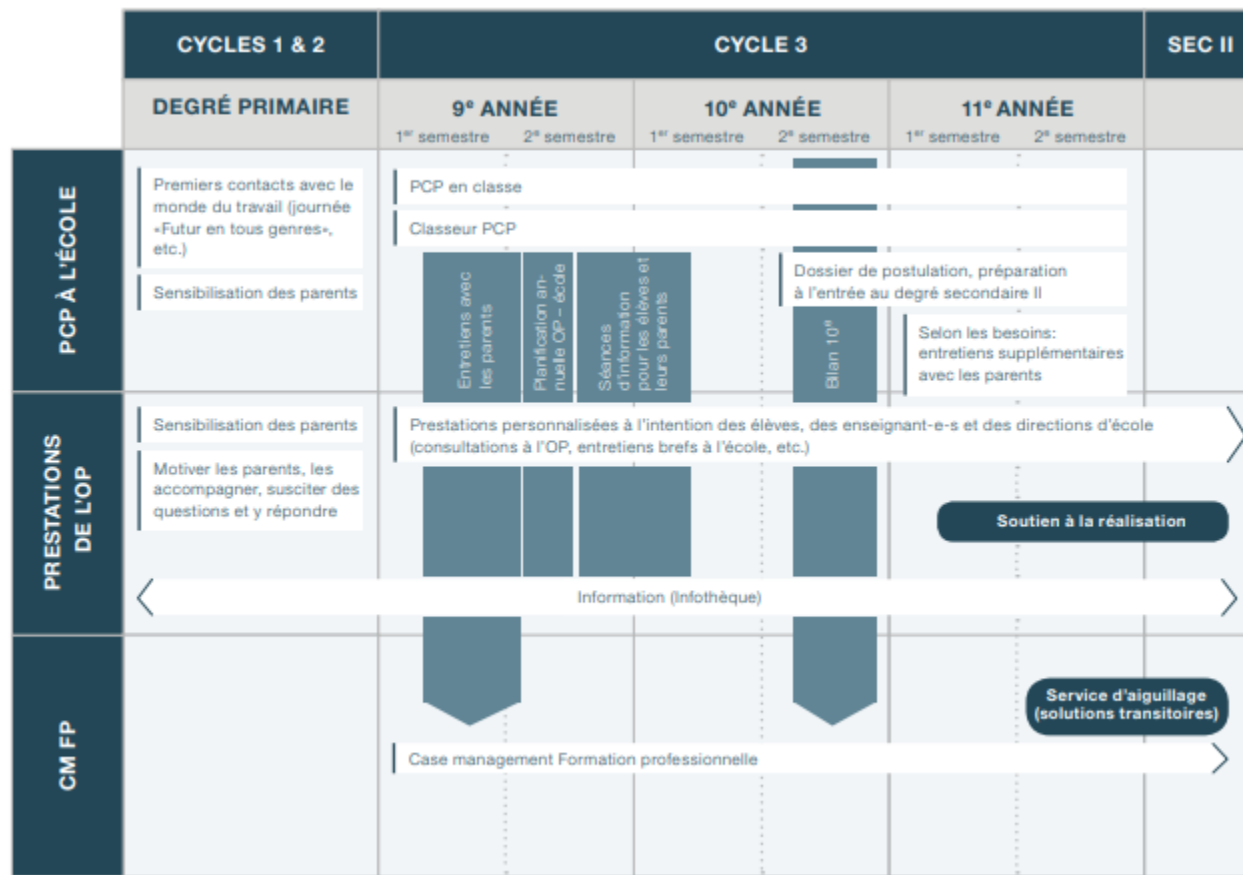 CYCLES 1 & 2
CYCLE 3
SEC II
DEGRÉ PRIMAIRE
9e ANNÉE
10e ANNÉE
11e ANNÉE
1er semestre
2e semestre
1er semestre
2e semestre
1er semestre
2e semestre
PCP À L'ÉCOLE
Premiers contacts avec le
monde du travail (journée
«Futur en tous genres»,
etc.)
Sensibilisation des parents
PCP en classe
Classeur PCP
Entretiens avec
les parents
Planification an-
nuelle OP – école
Séances
d'information
pour les élèves et
leurs parents
Bilan 10e
Dossier de postulation, préparation
à l'entrée au degré secondaire II
Selon les besoins:
entretiens supplémentaires
avec les parents
PRESTATIONS
DE L'OP
Sensibilisation des parents
Motiver les parents, les
accompagner, susciter des
questions et y répondre
Prestations personnalisées à l'intention des élèves, des enseignant-e-s et des directions d'école
(consultations à l'OP, entretiens brefs à l'école, etc.)
Soutien à la réalisation
Information (Infothèque)
CM FP
Service d'aiguillage
(solutions transitoires)
Case management Formation professionnelle